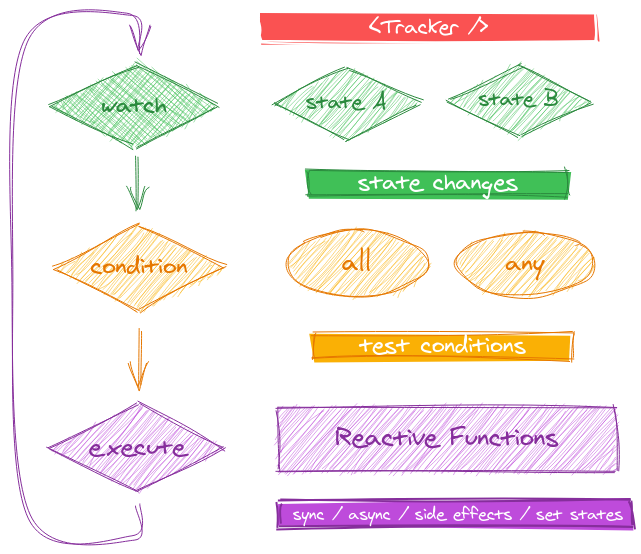 <Tracker />
watch
state A
state B
state changes
condition
all
any
test conditions
execute
Reactive Functions
sync / async / side effects / set states